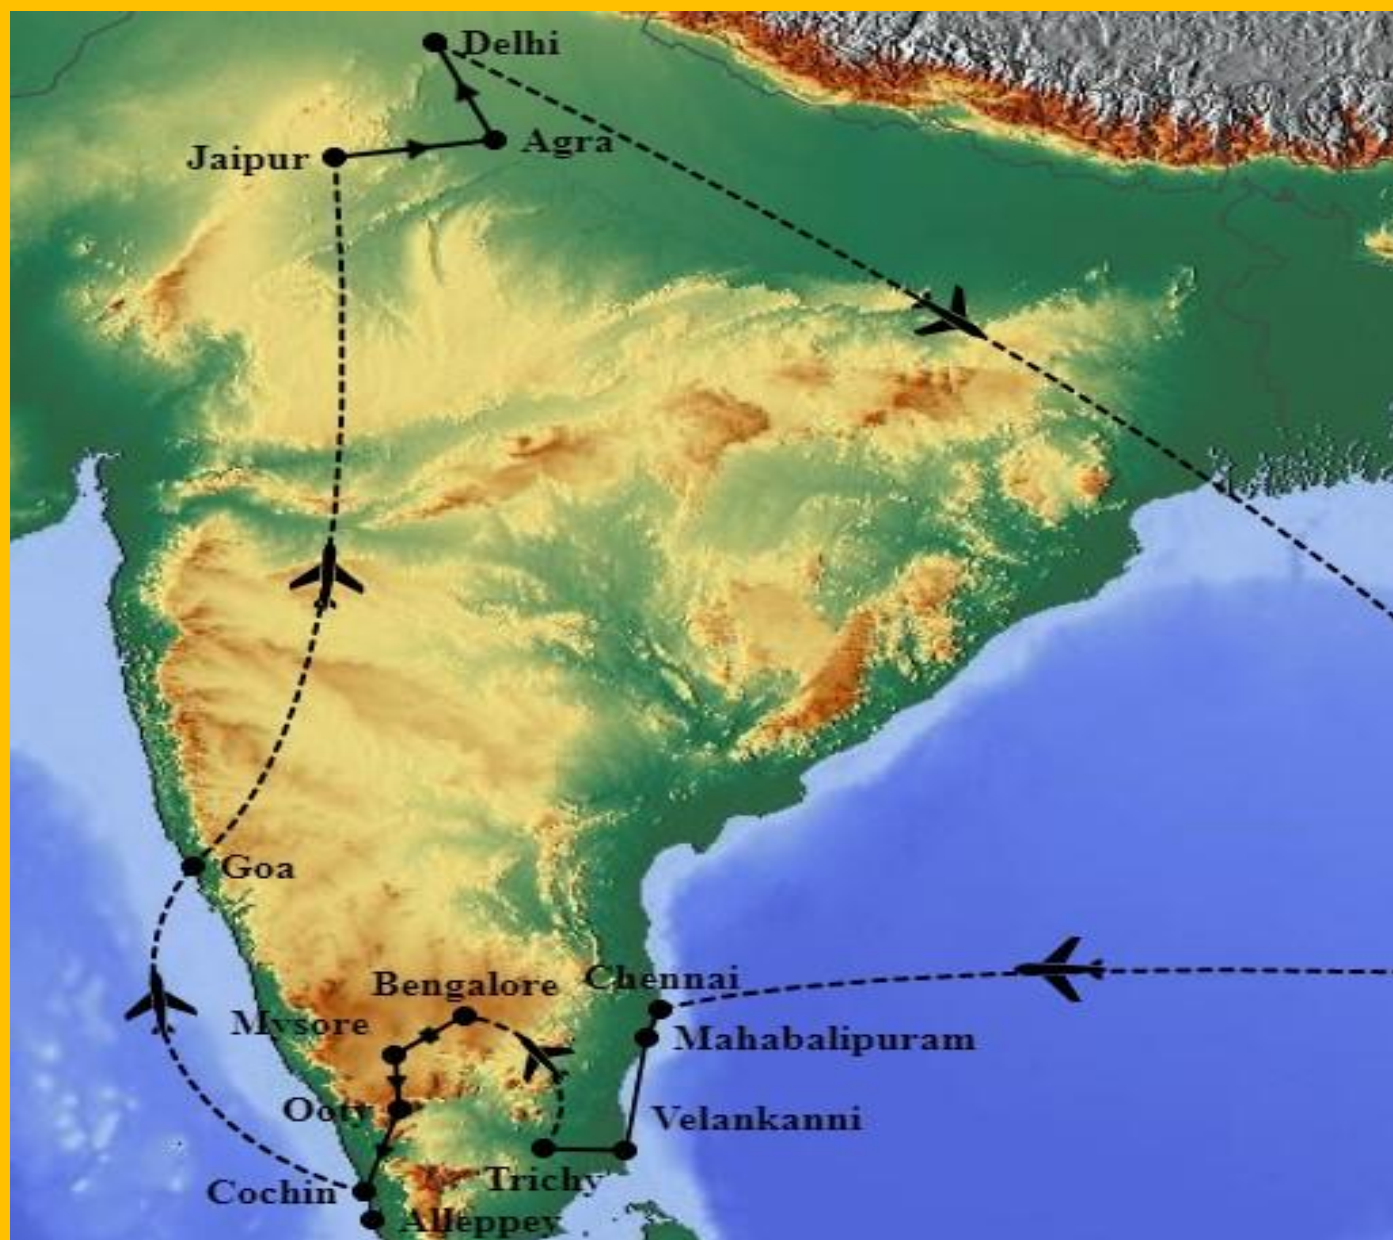 Delhi
Agra
Jaipur
Goa
Chennai
Bengalore
Mysore
Mahabalipuram
Ooty
Velankanni
Trichy
Cochin
Alleppey